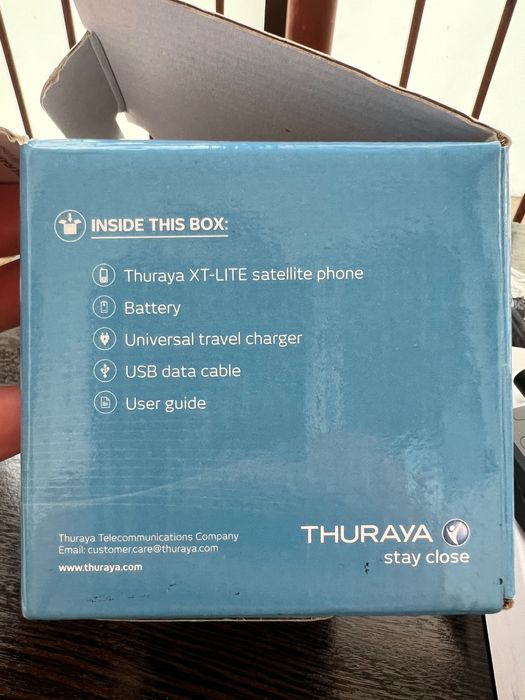 INSIDE THIS BOX:
Thuraya XT-LITE satellite phone
Battery
Universal travel charger
USB data cable
User guide
Thuraya Telecommunications Company
Email: customer.care@thuraya.com
www.thuraya.com
THURAYA
stay close